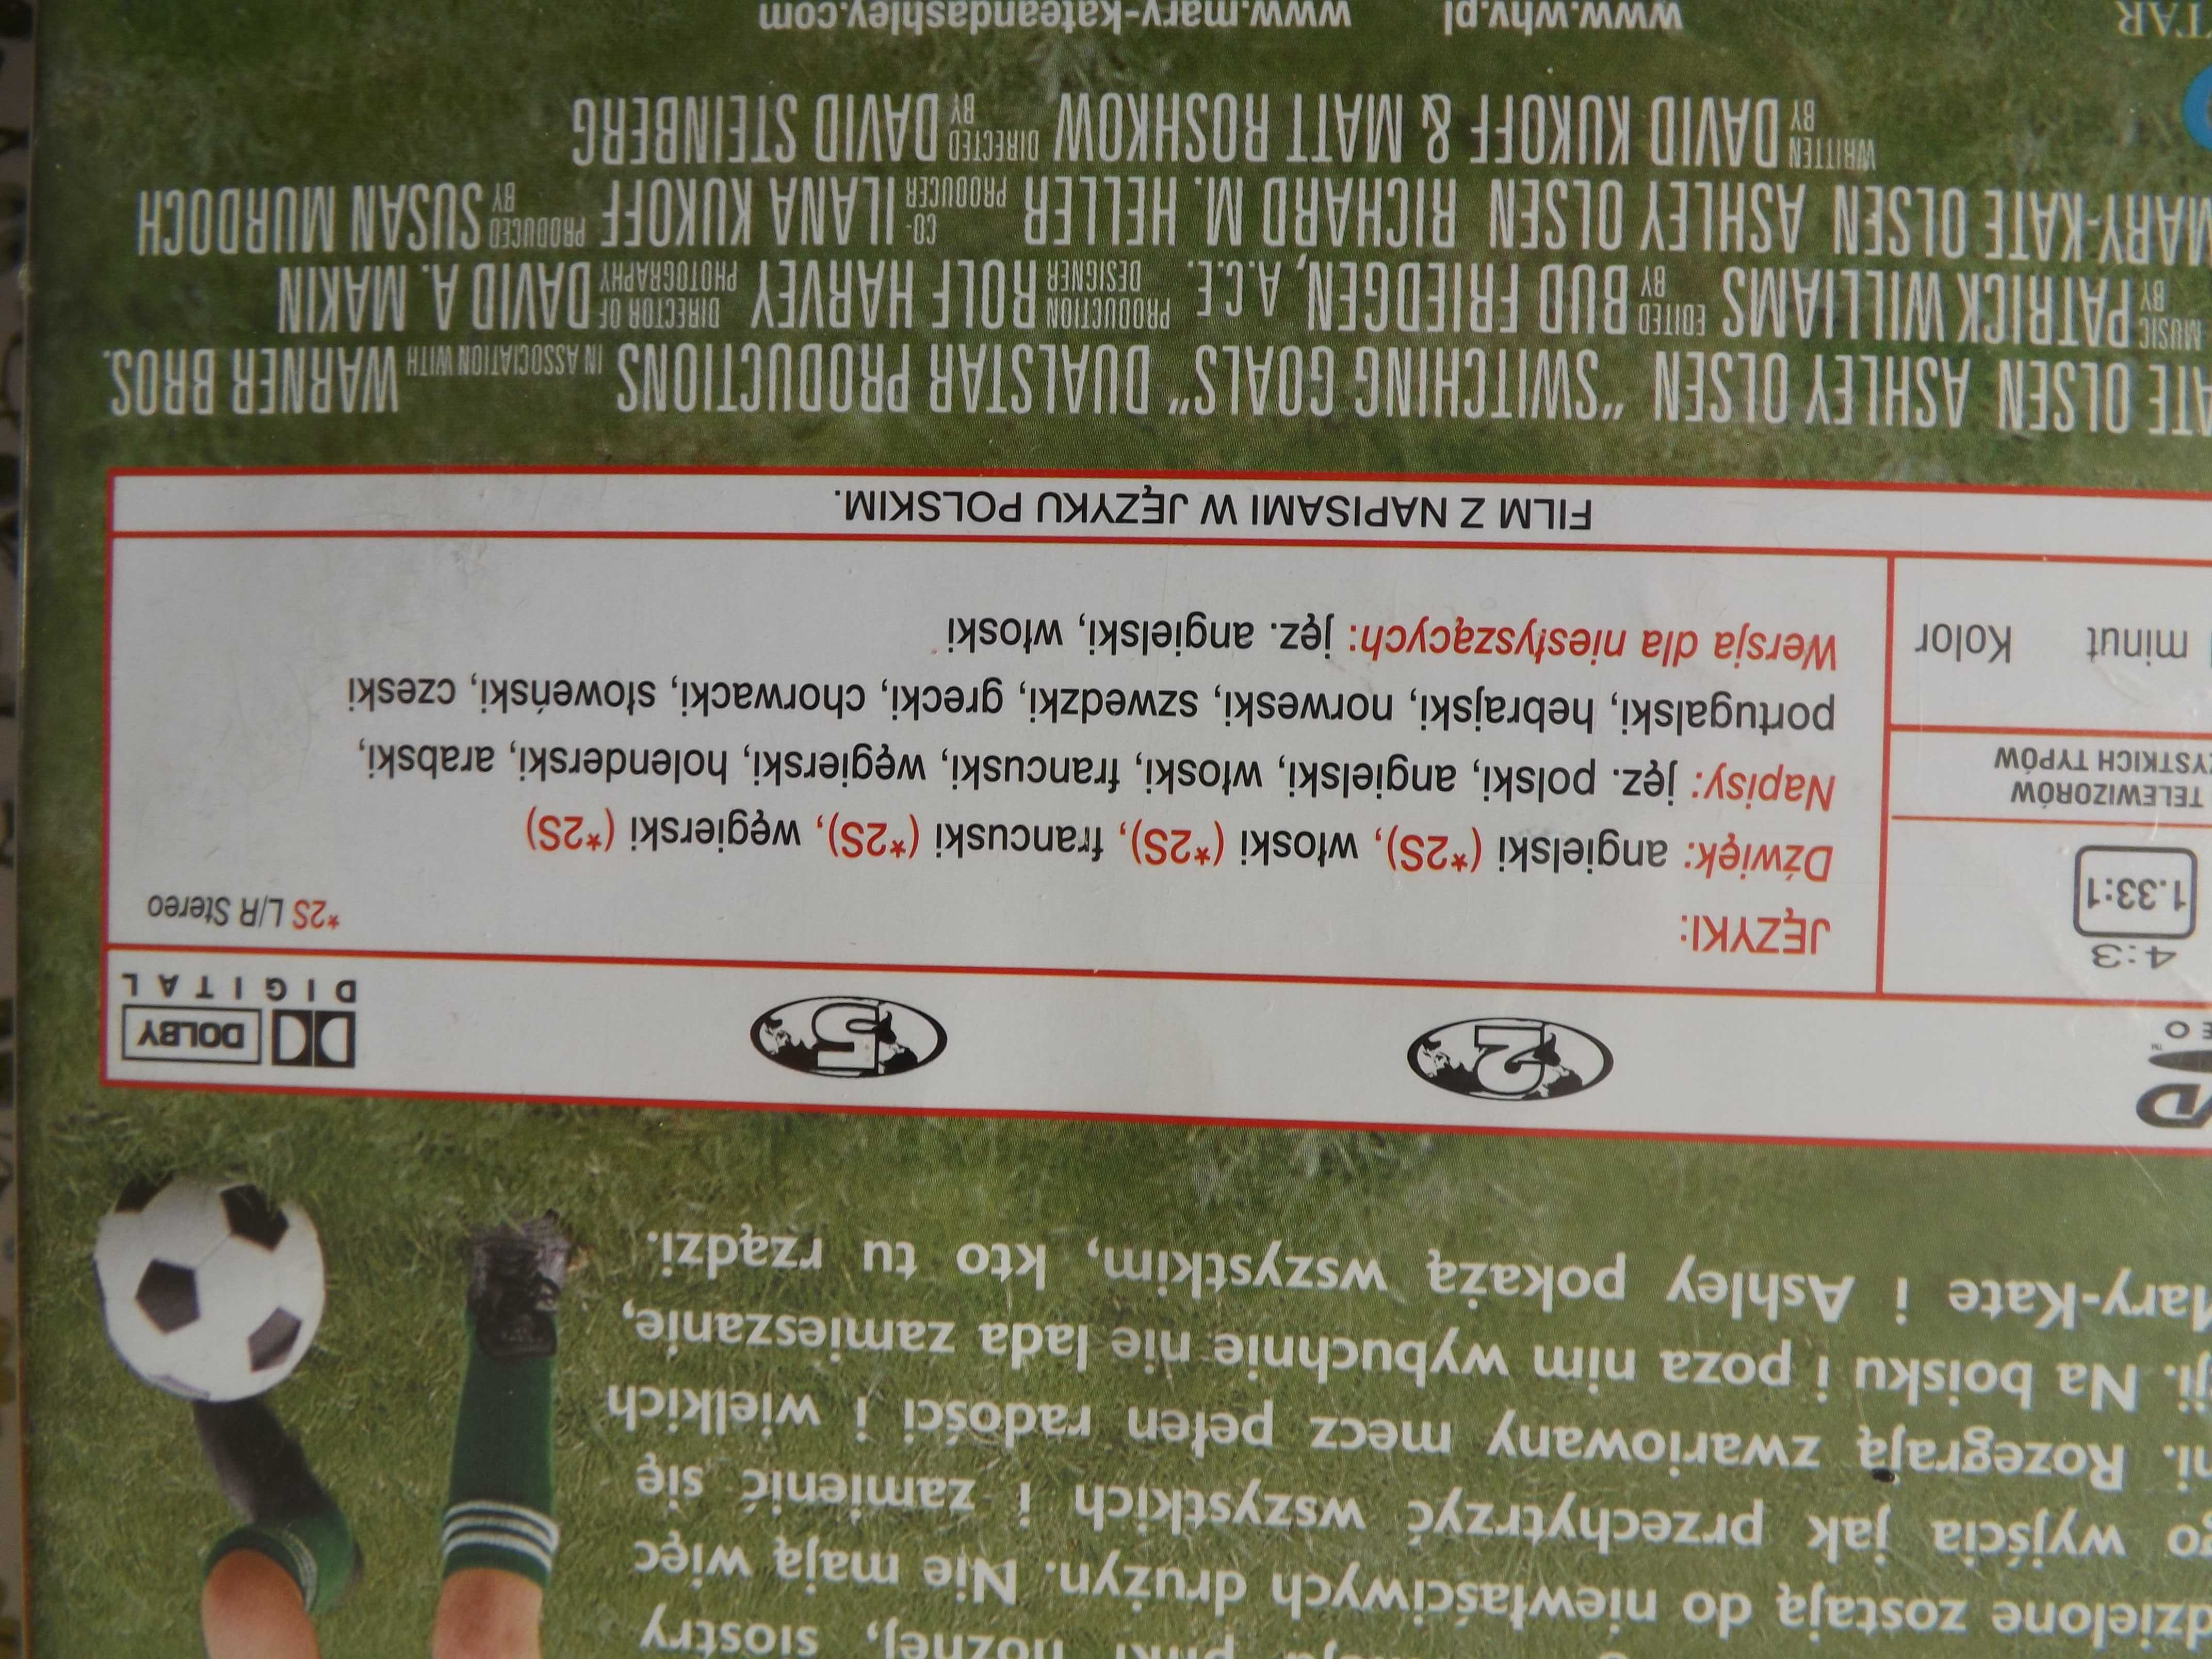 siostry
dzielone zostają do niewłaściwych drużyn. Nie mają więc
wyjścia jak przechytrzyć wszystkich i zamienić się
Rozegrają zwariowany mecz pełen radości i wielkich
Na boisku i poza nim wybuchnie nie lada zamieszanie,
Mary-Kate i Ashley pokażą wszystkim, kto tu rządzi.
2
5
DOLBY
DIGITAL
4:3
1.33:1
TELEWIZORÓW
YSTKICH TYPÓW
minut Kolor
JĘZYKI:
*2S L/R Stereo
Dźwięk: angielski (*2S), włoski (*2S), francuski (*2S), węgierski (*2S)
Napisy: jęz. polski, angielski, włoski, francuski, węgierski, holenderski, arabski,
portugalski, hebrajski, norweski, szwedzki, grecki, chorwacki, słoweński, czeski
Wersja dla niesłyszących: jęz. angielski, włoski
FILM Z NAPISAMI W JĘZYKU POLSKIM.
ATE OLSEN ASHLEY OLSEN "SWITCHING GOALS" DUALSTAR PRODUCTIONS IN ASSOCIATION WITH WARNER BROS.
MUSIC BY PATRICK WILLIAMS EDITED BY BUD FRIEDGEN, A.C.E. PRODUCTION DESIGNER ROLF HARVEY DIRECTOR OF PHOTOGRAPHY DAVID A. MAKIN
MARY-KATE OLSEN ASHLEY OLSEN RICHARD M. HELLER CO-PRODUCER ILANA KUKOFF PRODUCED BY SUSAN MURDOCH
WRITTEN BY DAVID KUKOFF & MATT ROSHKOW DIRECTED BY DAVID STEINBERG
TAR
www.whv.pl www.mary-kateandashley.com